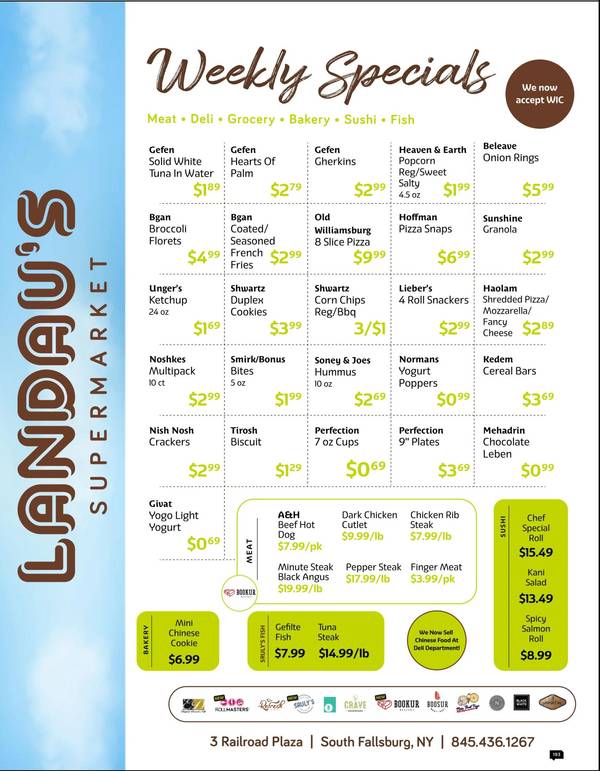 LANDAU'S
SUPERMARKET
Weekly Specials
We now
accept WIC
Meat • Deli • Grocery • Bakery • Sushi • Fish
Gefen
Solid White
Tuna In Water
$1.89
Gefen
Hearts Of
Palm
$2.79
Gefen
Gherkins
$2.99
Heaven & Earth
Popcorn
Reg/Sweet
Salty
4.5 oz
$1.99
Beleave
Onion Rings
$5.99
Bgan
Broccoli
Florets
$4.99
Bgan
Coated/
Seasoned
French
Fries
$2.99
Old
Williamsburg
8 Slice Pizza
$9.99
Hoffman
Pizza Snaps
$6.99
Sunshine
Granola
$2.99
Unger's
Ketchup
24 oz
$1.69
Shwartz
Duplex
Cookies
$3.99
Shwartz
Corn Chips
Reg/Bbq
3/$1
Lieber's
4 Roll Snackers
$2.99
Haolam
Shredded Pizza/
Mozzarella/
Fancy
Cheese
$2.89
Noshkes
Multipack
10 ct
$2.99
Smirk/Bonus
Bites
5 oz
$1.99
Soney & Joes
Hummus
10 oz
$2.69
Normans
Yogurt
Poppers
$0.99
Kedem
Cereal Bars
$3.69
Nish Nosh
Crackers
$2.99
Tirosh
Biscuit
$1.29
Perfection
7 oz Cups
$0.69
Perfection
9" Plates
$3.69
Mehadrin
Chocolate
Leben
$0.99
Givat
Yogo Light
Yogurt
$0.69
MEAT
A&H
Beef Hot
Dog
$7.99/pk
Dark Chicken
Cutlet
$9.99/lb
Chicken Rib
Steak
$7.99/lb
Minute Steak
Black Angus
$19.99/lb
Pepper Steak
$17.99/lb
Finger Meat
$3.99/pk
BOOKUR
SUSHI
Chef
Special
Roll
$15.49
Kani
Salad
$13.49
Spicy
Salmon
Roll
$8.99
BAKERY
Mini
Chinese
Cookie
$6.99
SRULY'S FISH
Gefilte
Fish
$7.99
Tuna
Steak
$14.99/lb
We Now Sell
Chinese Food At
Deli Department!
ROLLMASTERS
Refresh
SRULY'S
CRAVE
BOOKUR
BOOSUR
3 Railroad Plaza | South Fallsburg, NY | 845.436.1267
193